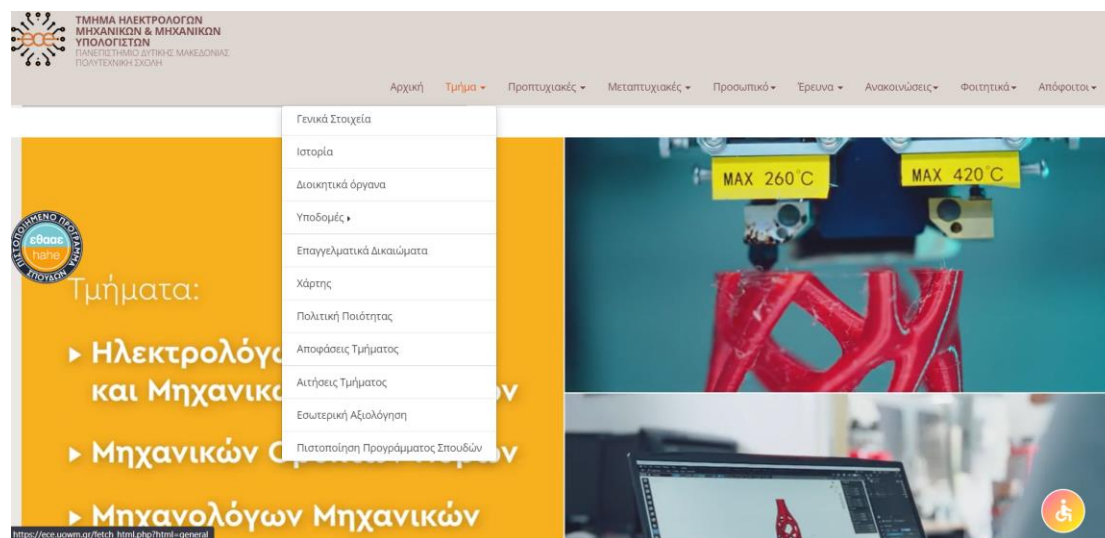 ece
ΤΜΗΜΑ ΗΛΕΚΤΡΟΛΟΓΩΝ
ΜΗΧΑΝΙΚΩΝ & ΜΗΧΑΝΙΚΩΝ
ΥΠΟΛΟΓΙΣΤΩΝ
ΠΑΝΕΠΙΣΤΗΜΙΟ ΔΥΤΙΚΗΣ ΜΑΚΕΔΟΝΙΑΣ
ΠΟΛΥΤΕΧΝΙΚΗ ΣΧΟΛΗ
Αρχική Τμήμα Προπτυχιακές Μεταπτυχιακές Προσωπικό Έρευνα Ανακοινώσεις Φοιτητικά Απόφοιτοι
Γενικά Στοιχεία
Ιστορία
Διοικητικά όργανα
Υποδομές
Επαγγελματικά Δικαιώματα
Χάρτης
Πολιτική Ποιότητας
Αποφάσεις Τμήματος
Αιτήσεις Τμήματος
Εσωτερική Αξιολόγηση
Πιστοποίηση Προγράμματος Σπουδών
MAX 260°C
MAX 420°C
ΠΙΣΤΟΠΟΙΗΜΕΝΟ ΠΡΟΓΡΑΜΜΑ ΣΠΟΥΔΩΝ
εθααε
hahe
Τμήματα:
και
Μηχανικών
Μηχανολόγων Μηχανικών
https://ece.uowm.gr/fetch_html.php?html=general